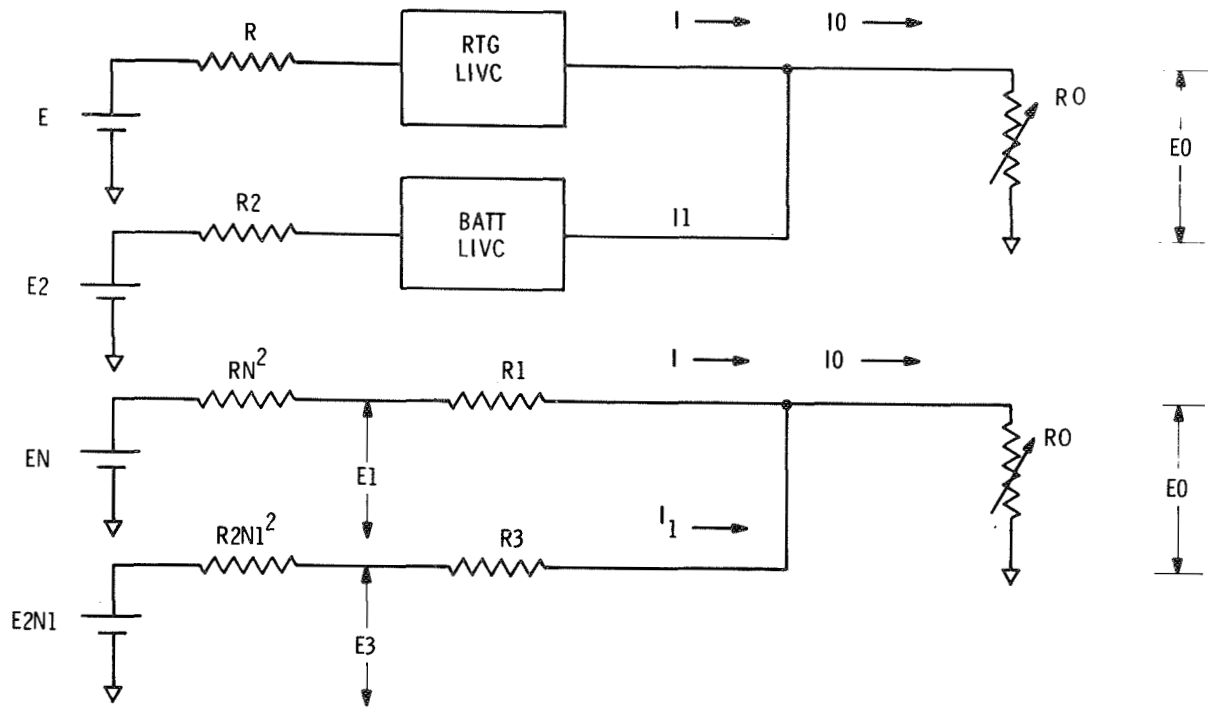 I I0
R
RTG
LIVC
R0
E
E0
R2
BATT
LIVC
I1
E2
I I0
RN²
R1
R0
EN
E1
E0
R2N1²
R3
I₁
E2N1
E3